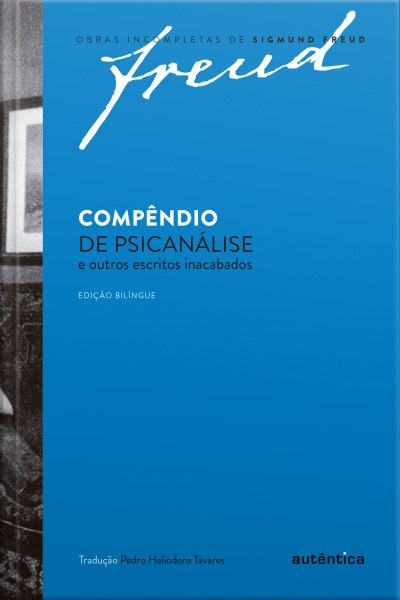 OBRAS INCOMPLETAS DE SIGMUND FREUD
freud
COMPÊNDIO
DE PSICANÁLISE
e outros escritos inacabados
EDIÇÃO BILÍNGUE
Tradução Pedro Heliodoro Tavares
autêntica